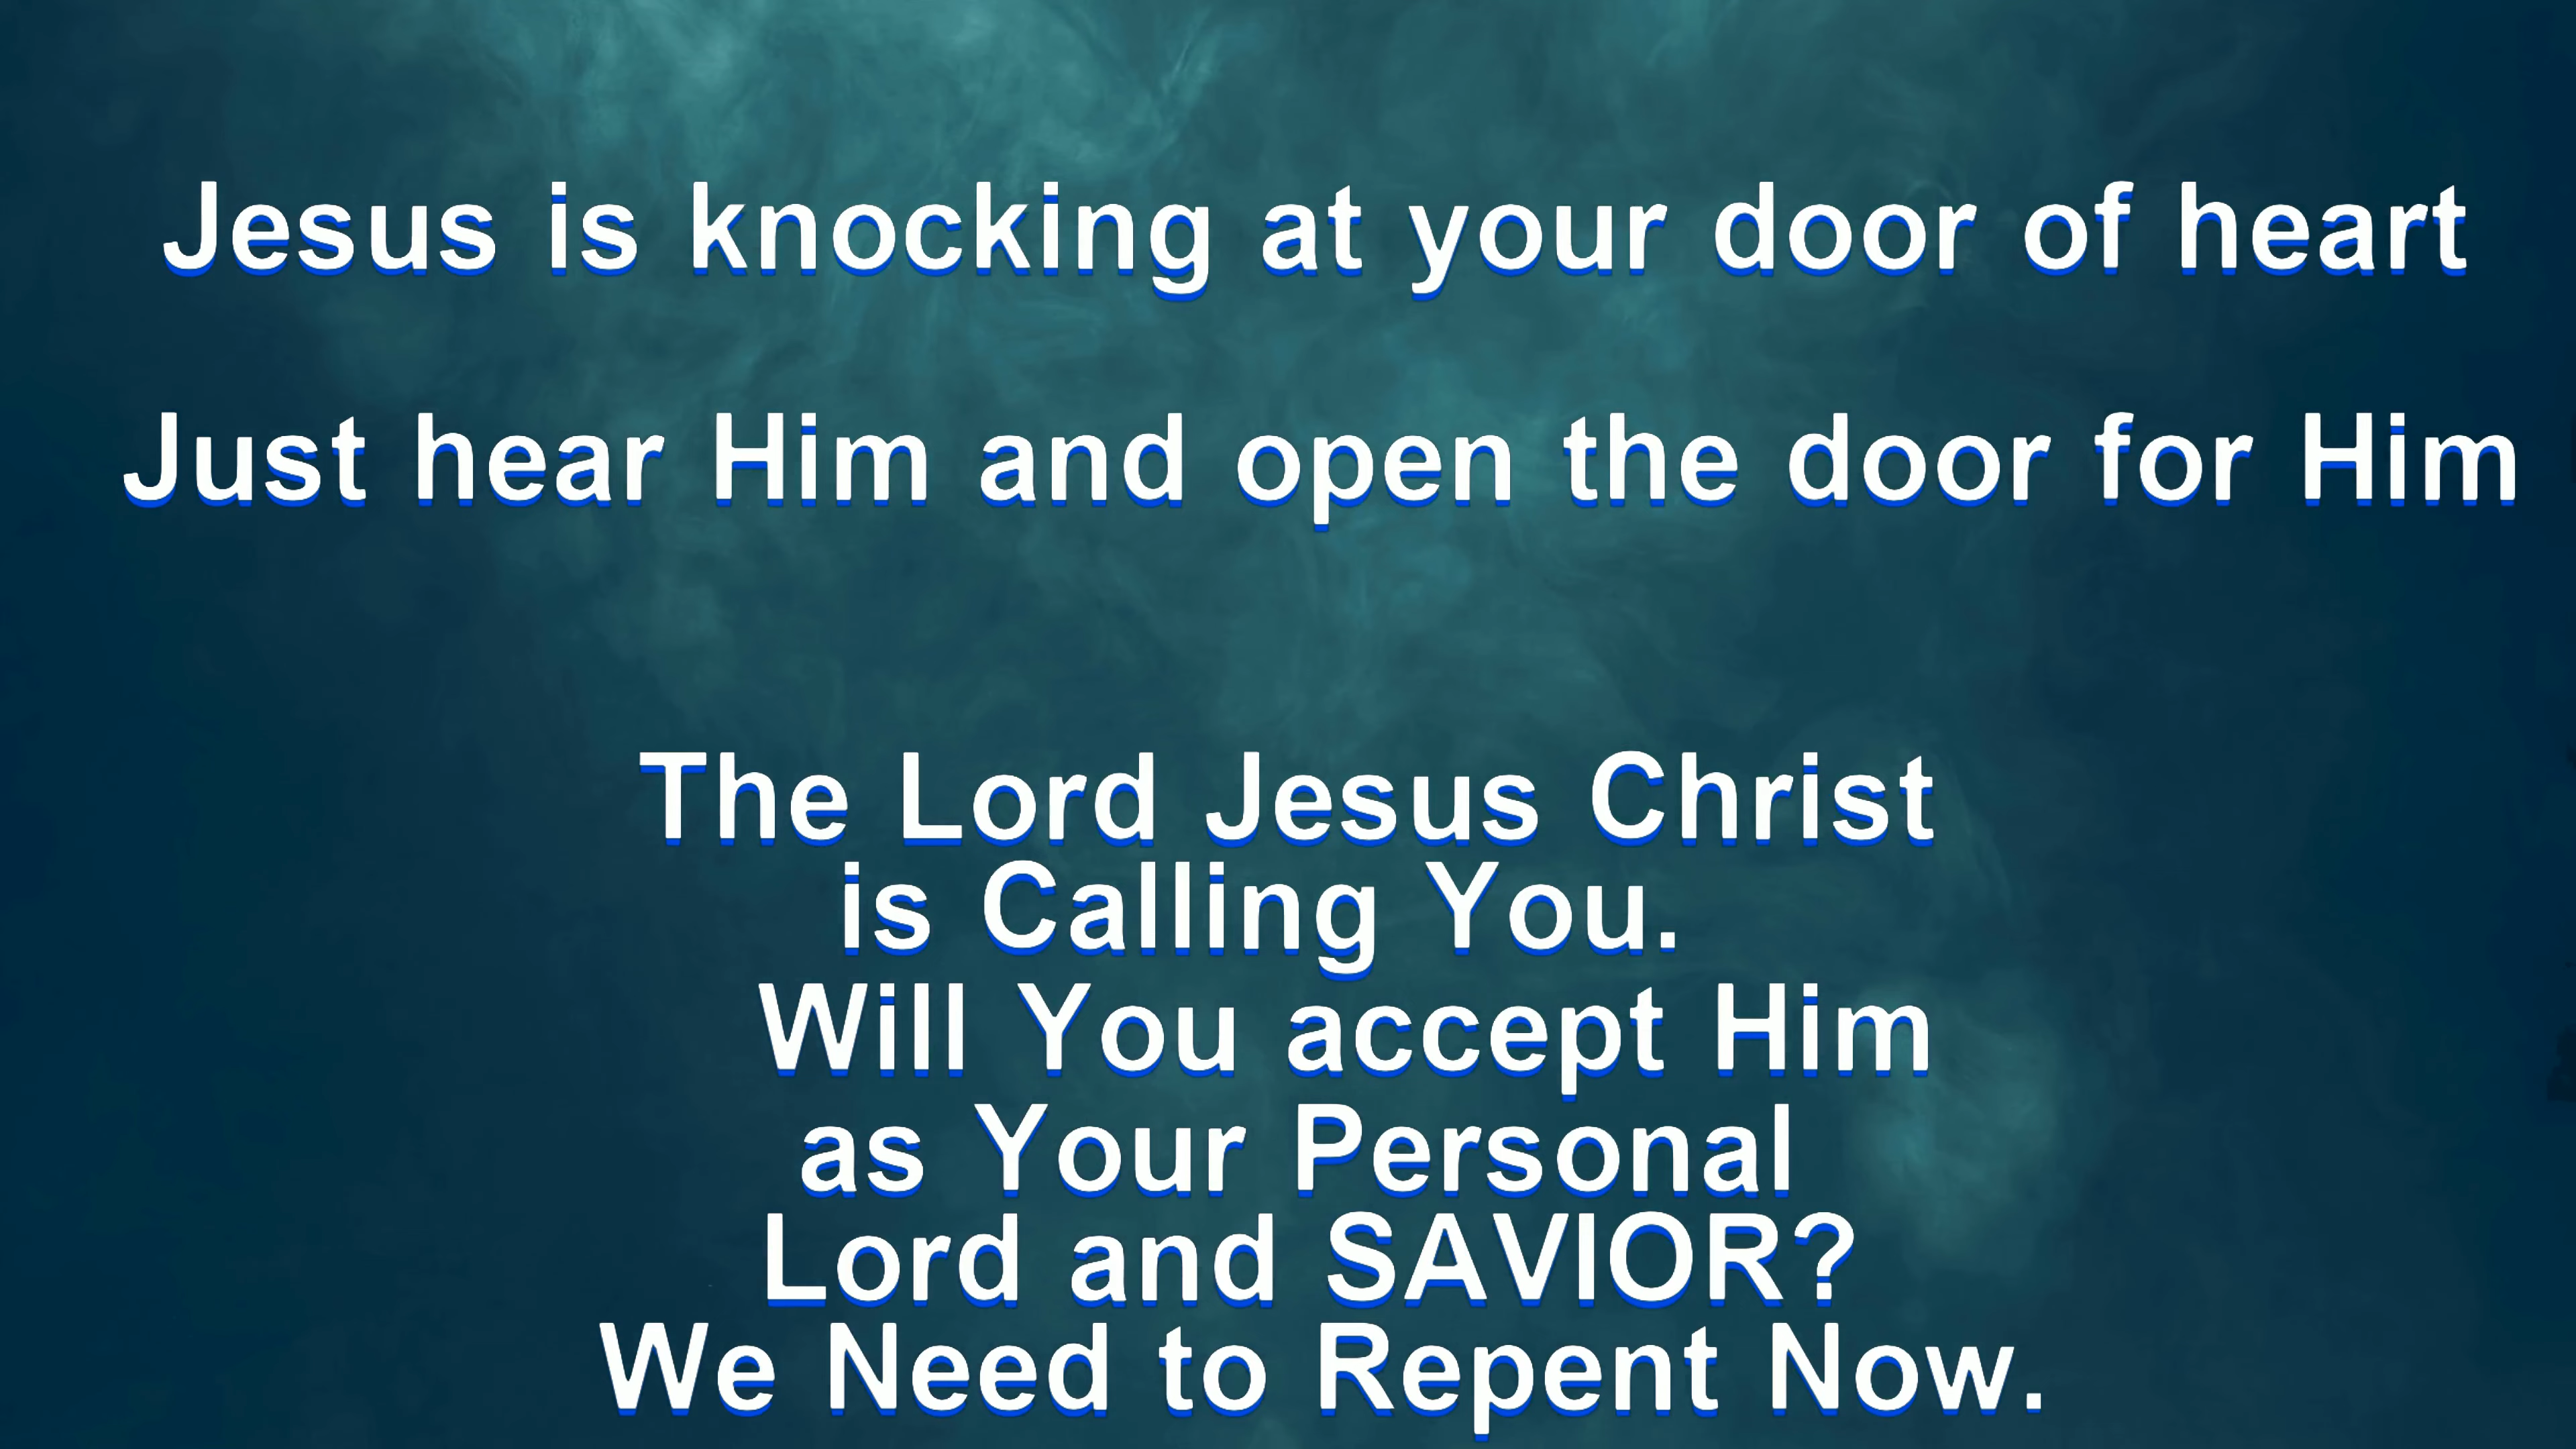 Jesus is knocking at your door of heart
Just hear Him and open the door for Him
The Lord Jesus Christ
is Calling You.
Will You accept Him
as Your Personal
Lord and SAVIOR?
We Need to Repent Now.